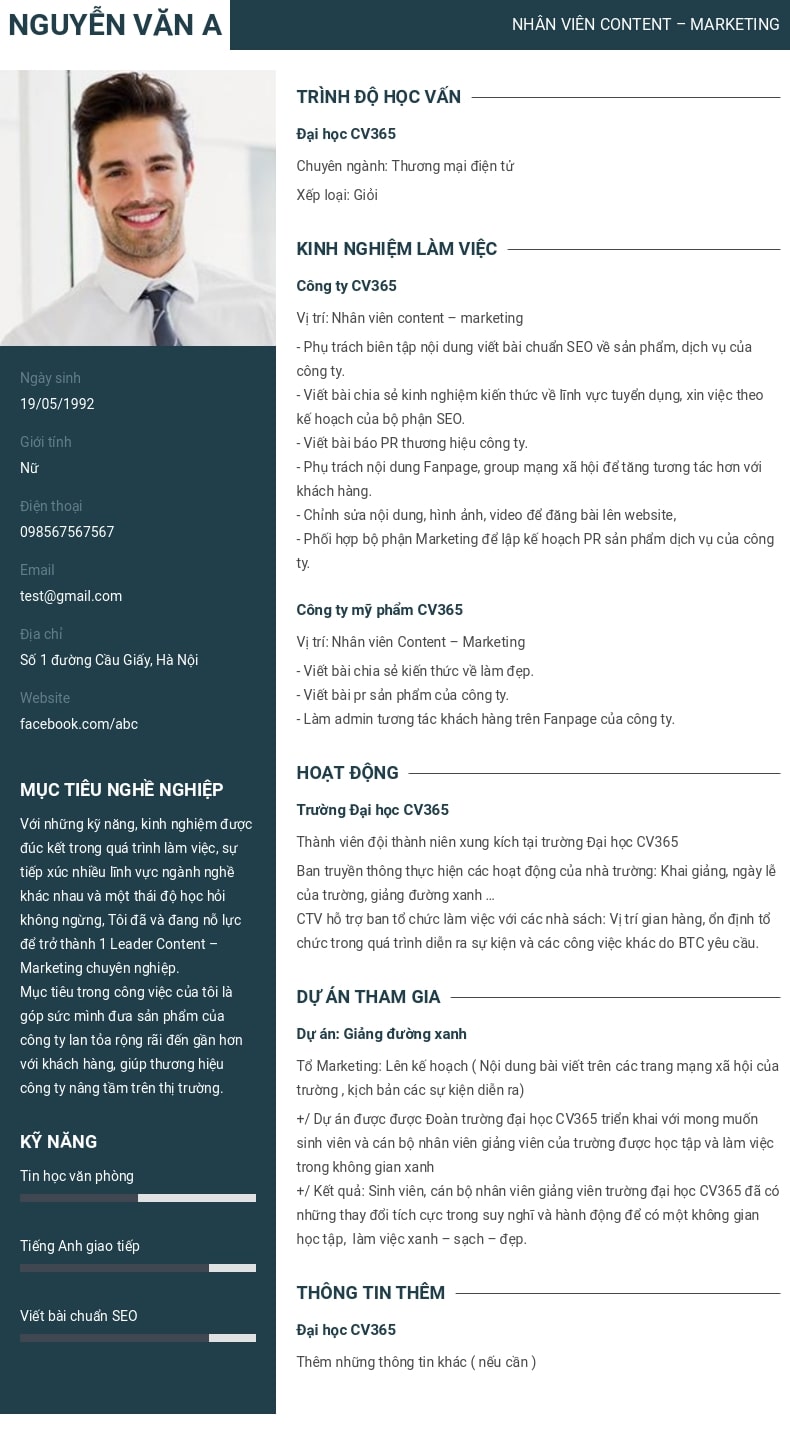 NGUYỄN VĂN A
NHÂN VIÊN CONTENT – MARKETING
Ngày sinh
19/05/1992
Giới tính
Nữ
Điện thoại
098567567567
Email
test@gmail.com
Địa chỉ
Số 1 đường Cầu Giấy, Hà Nội
Website
facebook.com/abc
MỤC TIÊU NGHỀ NGHIỆP
Với những kỹ năng, kinh nghiệm được
đúc kết trong quá trình làm việc, sự
tiếp xúc nhiều lĩnh vực ngành nghề
khác nhau và một thái độ học hỏi
không ngừng, Tôi đã và đang nỗ lực
để trở thành 1 Leader Content –
Marketing chuyên nghiệp.
Mục tiêu trong công việc của tôi là
góp sức mình đưa sản phẩm của
công ty lan tỏa rộng rãi đến gần hơn
với khách hàng, giúp thương hiệu
công ty nâng tầm trên thị trường.
KỸ NĂNG
Tin học văn phòng
Tiếng Anh giao tiếp
Viết bài chuẩn SEO
TRÌNH ĐỘ HỌC VẤN
Đại học CV365
Chuyên ngành: Thương mại điện tử
Xếp loại: Giỏi
KINH NGHIỆM LÀM VIỆC
Công ty CV365
Vị trí: Nhân viên content – marketing
- Phụ trách biên tập nội dung viết bài chuẩn SEO về sản phẩm, dịch vụ của
công ty.
- Viết bài chia sẻ kinh nghiệm kiến thức về lĩnh vực tuyển dụng, xin việc theo
kế hoạch của bộ phận SEO.
- Viết bài báo PR thương hiệu công ty.
- Phụ trách nội dung Fanpage, group mạng xã hội để tăng tương tác hơn với
khách hàng.
- Chỉnh sửa nội dung, hình ảnh, video để đăng bài lên website,
- Phối hợp bộ phận Marketing để lập kế hoạch PR sản phẩm dịch vụ của công
ty.
Công ty mỹ phẩm CV365
Vị trí: Nhân viên Content – Marketing
- Viết bài chia sẻ kiến thức về làm đẹp.
- Viết bài pr sản phẩm của công ty.
- Làm admin tương tác khách hàng trên Fanpage của công ty.
HOẠT ĐỘNG
Trường Đại học CV365
Thành viên đội thành niên xung kích tại trường Đại học CV365
Ban truyền thông thực hiện các hoạt động của nhà trường: Khai giảng, ngày lễ
của trường, giảng đường xanh …
CTV hỗ trợ ban tổ chức làm việc với các nhà sách: Vị trí gian hàng, ổn định tổ
chức trong quá trình diễn ra sự kiện và các công việc khác do BTC yêu cầu.
DỰ ÁN THAM GIA
Dự án: Giảng đường xanh
Tổ Marketing: Lên kế hoạch ( Nội dung bài viết trên các trang mạng xã hội của
trường , kịch bản các sự kiện diễn ra)
+/ Dự án được được Đoàn trường đại học CV365 triển khai với mong muốn
sinh viên và cán bộ nhân viên giảng viên của trường được học tập và làm việc
trong không gian xanh
+/ Kết quả: Sinh viên, cán bộ nhân viên giảng viên trường đại học CV365 đã có
những thay đổi tích cực trong suy nghĩ và hành động để có một không gian
học tập,  làm việc xanh – sạch – đẹp.
THÔNG TIN THÊM
Đại học CV365
Thêm những thông tin khác ( nếu cần )